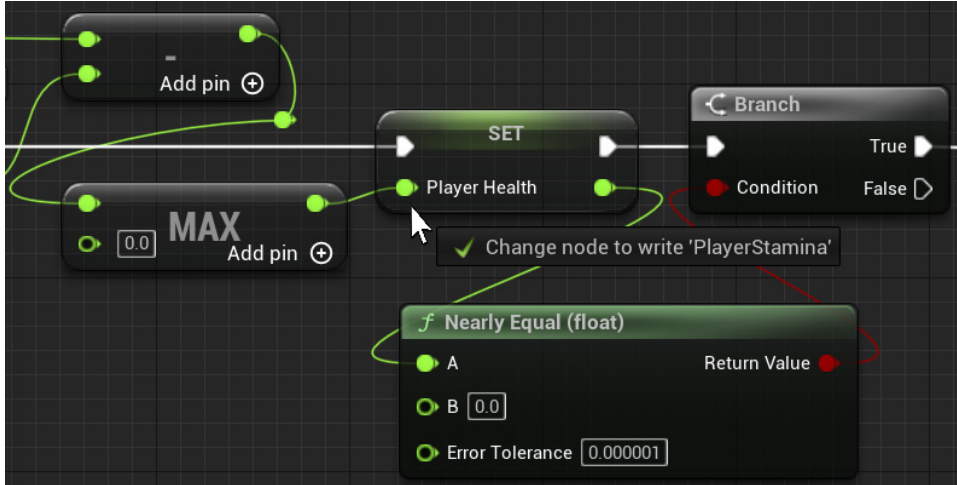 -
Add pin
SET
Player Health
Branch
True
Condition
False
MAX
0.0
Add pin
Change node to write 'PlayerStamina'
f Nearly Equal (float)
A
Return Value
B 0.0
Error Tolerance 0.000001